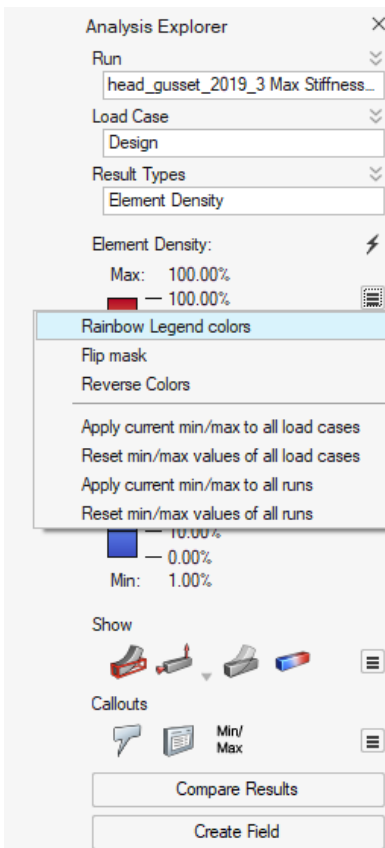 Analysis Explorer
Run
head_gusset_2019_3 Max Stiffness...
Load Case
Design
Result Types
Element Density
Element Density:
Max: 100.00%
100.00%
Rainbow Legend colors
Flip mask
Reverse Colors
Apply current min/max to all load cases
Reset min/max values of all load cases
Apply current min/max to all runs
Reset min/max values of all runs
10.00%
0.00%
Min: 1.00%
Show
Callouts
Min/
Max
Compare Results
Create Field